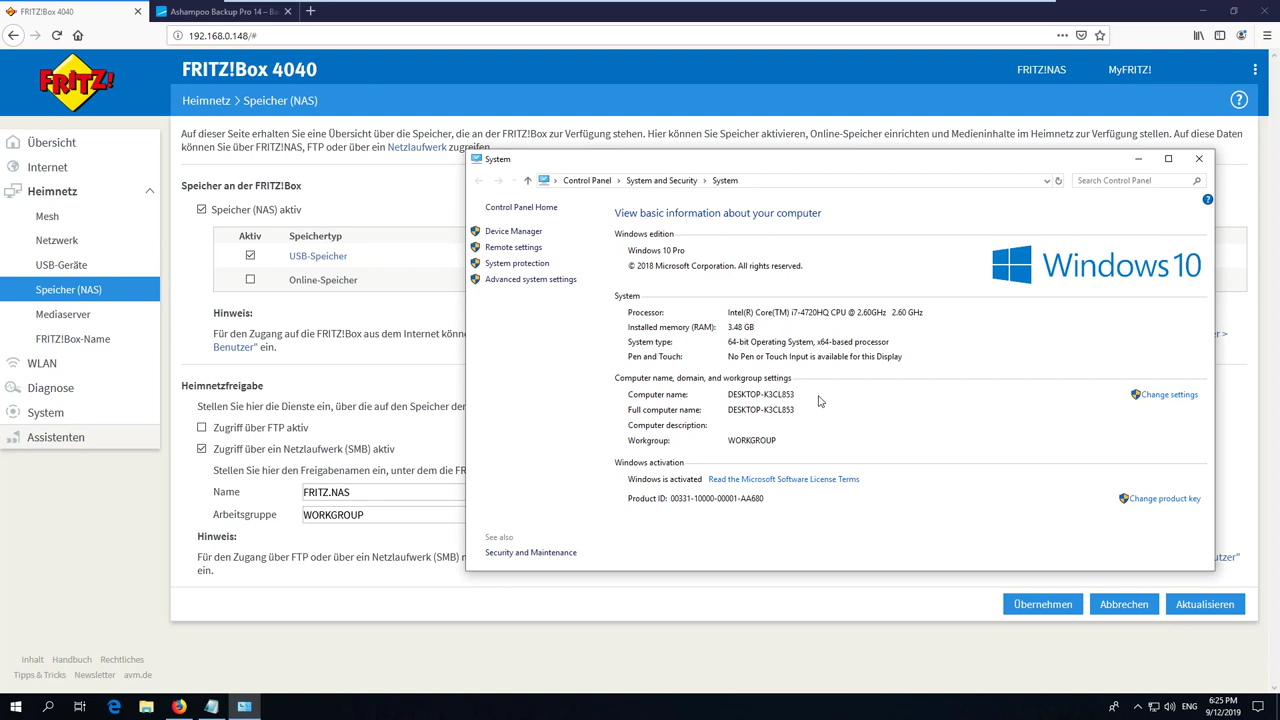 FRITZ!Box 4040
Ashampoo Backup Pro 14 – Ba
192.168.0.148/#
FRITZ!
FRITZ!Box 4040
FRITZ!NAS
MyFRITZ!
Heimnetz > Speicher (NAS)
Übersicht
Internet
Heimnetz
Mesh
Netzwerk
USB-Geräte
Speicher (NAS)
Mediaserver
FRITZ!Box-Name
WLAN
Diagnose
System
Assistenten
Inhalt Handbuch Rechtliches
Tipps & Tricks Newsletter avm.de
Auf dieser Seite erhalten Sie eine Übersicht über die Speicher, die an der FRITZ!Box zur Verfügung stehen. Hier können Sie Speicher aktivieren, Online-Speicher einrichten und Medieninhalte im Heimnetz zur Verfügung stellen. Auf diese Daten
können Sie über FRITZ!NAS, FTP oder über ein Netzlaufwerk zugreifen.
Speicher an der FRITZ!Box
Speicher (NAS) aktiv
Aktiv Speichertyp
USB-Speicher
Online-Speicher
Hinweis:
Für den Zugang auf die FRITZ!Box aus dem Internet können
Benutzer" ein.
Heimnetzfreigabe
Stellen Sie hier die Dienste ein, über die auf den Speicher de
Zugriff über FTP aktiv
Zugriff über ein Netzlaufwerk (SMB) aktiv
Stellen Sie hier den Freigabenamen ein, unter dem die FR
Name FRITZ.NAS
Arbeitsgruppe WORKGROUP
Hinweis:
Für den Zugang über FTP oder über ein Netzlaufwerk (SMB) n
ein.
er >
utzer"
Übernehmen
Abbrechen
Aktualisieren
System
Control Panel > System and Security > System
Search Control Panel
Control Panel Home
Device Manager
Remote settings
System protection
Advanced system settings
See also
Security and Maintenance
View basic information about your computer
Windows edition
Windows 10 Pro
© 2018 Microsoft Corporation. All rights reserved.
Windows 10
System
Processor: Intel(R) Core(TM) i7-4720HQ CPU @ 2.60GHz 2.60 GHz
Installed memory (RAM): 3.48 GB
System type: 64-bit Operating System, x64-based processor
Pen and Touch: No Pen or Touch Input is available for this Display
Computer name, domain, and workgroup settings
Computer name: DESKTOP-K3CL853
Change settings
Full computer name: DESKTOP-K3CL853
Computer description:
Workgroup: WORKGROUP
Windows activation
Windows is activated Read the Microsoft Software License Terms
Product ID: 00331-10000-00001-AA680
Change product key
ENG
6:25 PM
9/12/2019